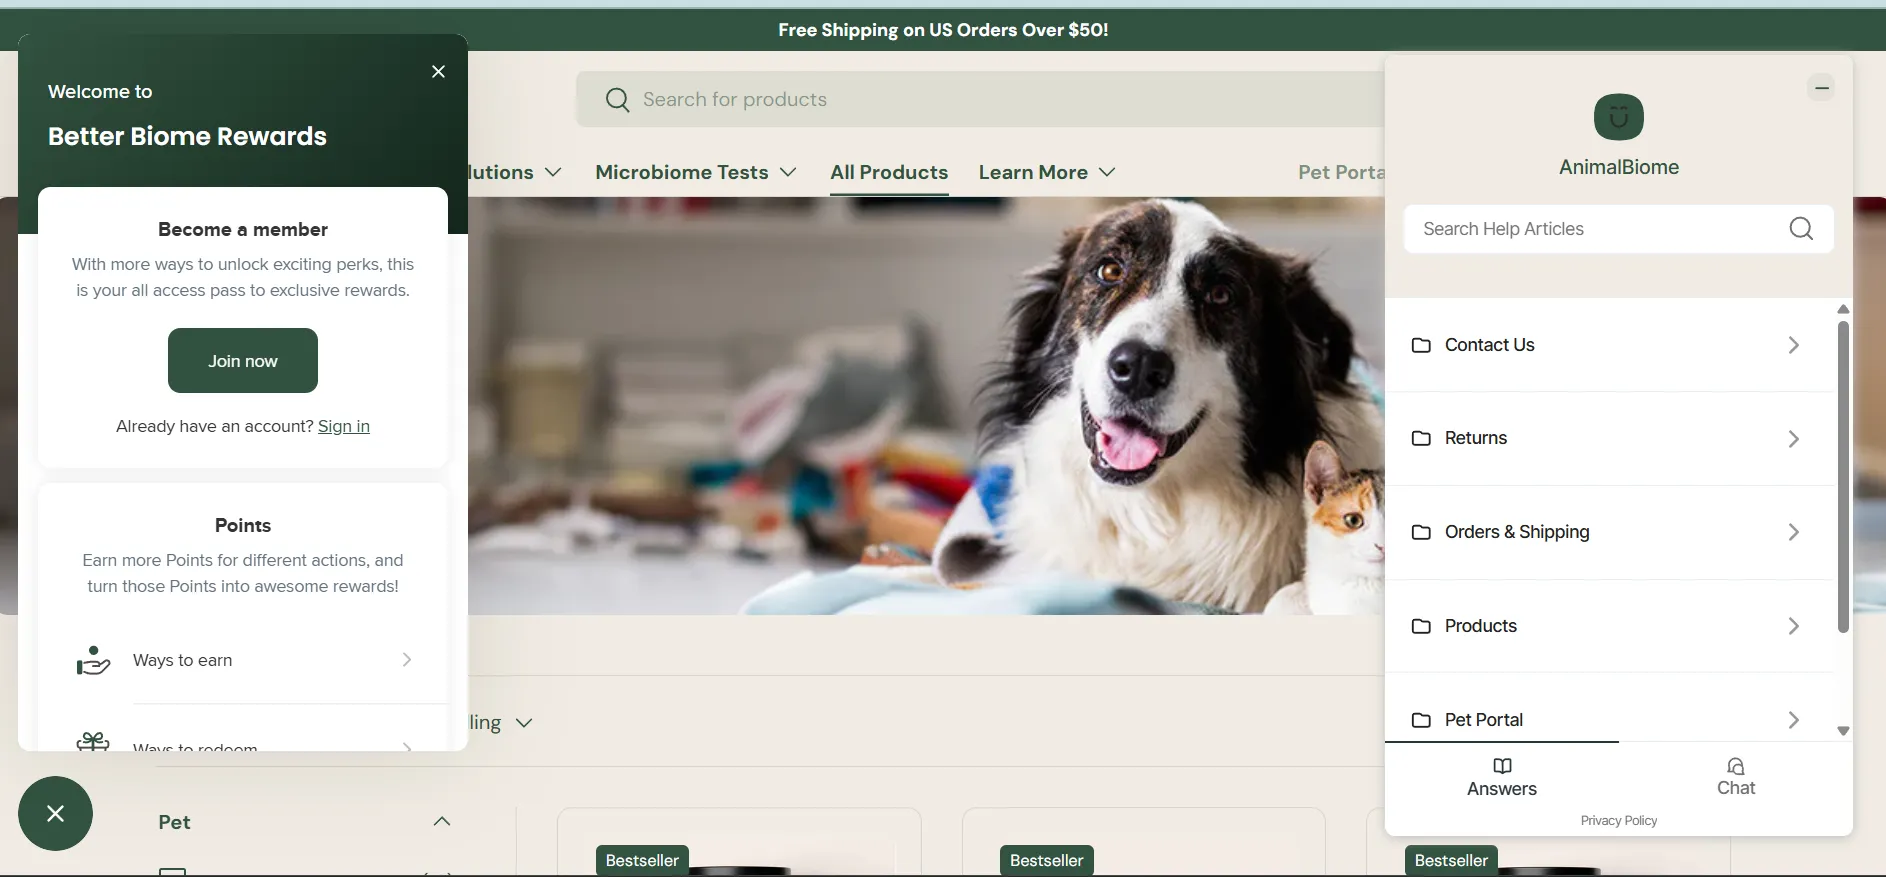 Free Shipping on US Orders Over $50!
Welcome to
Better Biome Rewards
Become a member
With more ways to unlock exciting perks, this
is your all access pass to exclusive rewards.
Join now
Already have an account? Sign in
Points
Earn more Points for different actions, and
turn those Points into awesome rewards!
Ways to earn
Ways to redeem
Search for products
Microbiome Tests
All Products
Learn More
Pet
Bestseller
Bestseller
Bestseller
AnimalBiome
Search Help Articles
Contact Us
Returns
Orders & Shipping
Products
Pet Portal
Answers
Chat
Privacy Policy